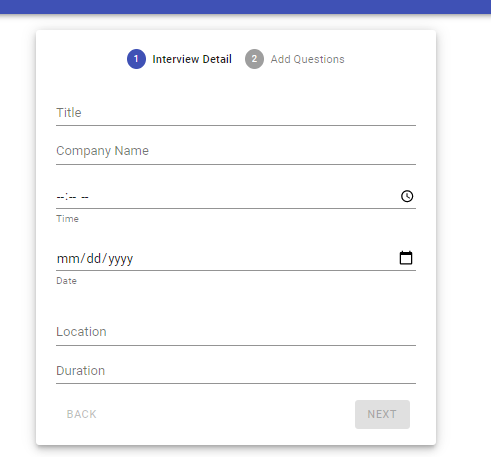 1 Interview Detail 2 Add Questions
Title
Company Name
--:-- --
Time
mm/dd/yyyy
Date
Location
Duration
BACK NEXT